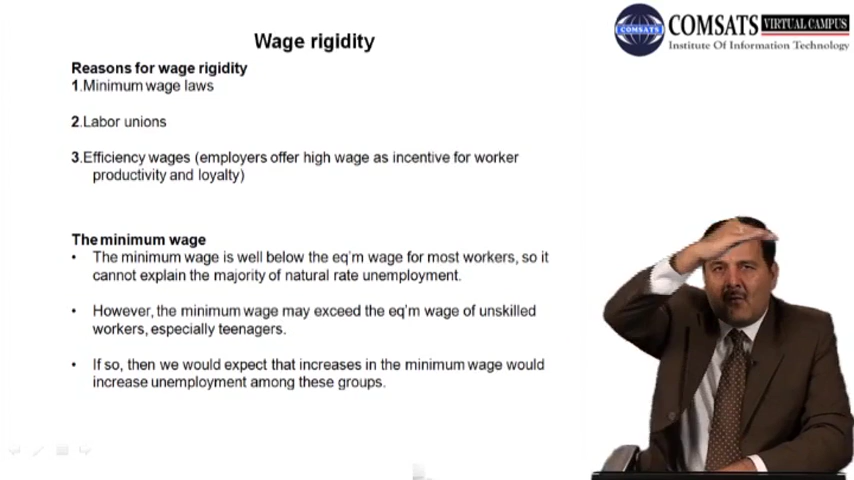 Wage rigidity
COMSATS VIRTUAL CAMPUS
COMSATS
Institute Of Information Technology
Reasons for wage rigidity
1.Minimum wage laws
2.Labor unions
3.Efficiency wages (employers offer high wage as incentive for worker
productivity and loyalty)
The minimum wage
• The minimum wage is well below the eq'm wage for most workers, so it
cannot explain the majority of natural rate unemployment.
• However, the minimum wage may exceed the eq'm wage of unskilled
workers, especially teenagers.
• If so, then we would expect that increases in the minimum wage would
increase unemployment among these groups.